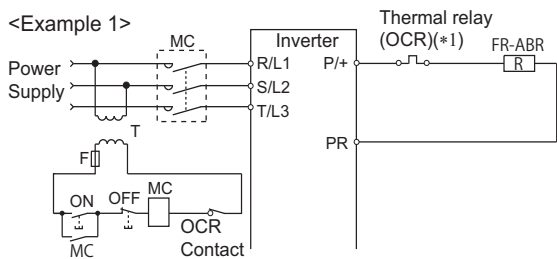 <Example 1>
Power
Supply
MC
R/L1
S/L2
T/L3
Inverter
P/+
PR
Thermal relay
(OCR)(*1)
FR-ABR
R
T
F
ON
OFF
MC
MC
OCR
Contact